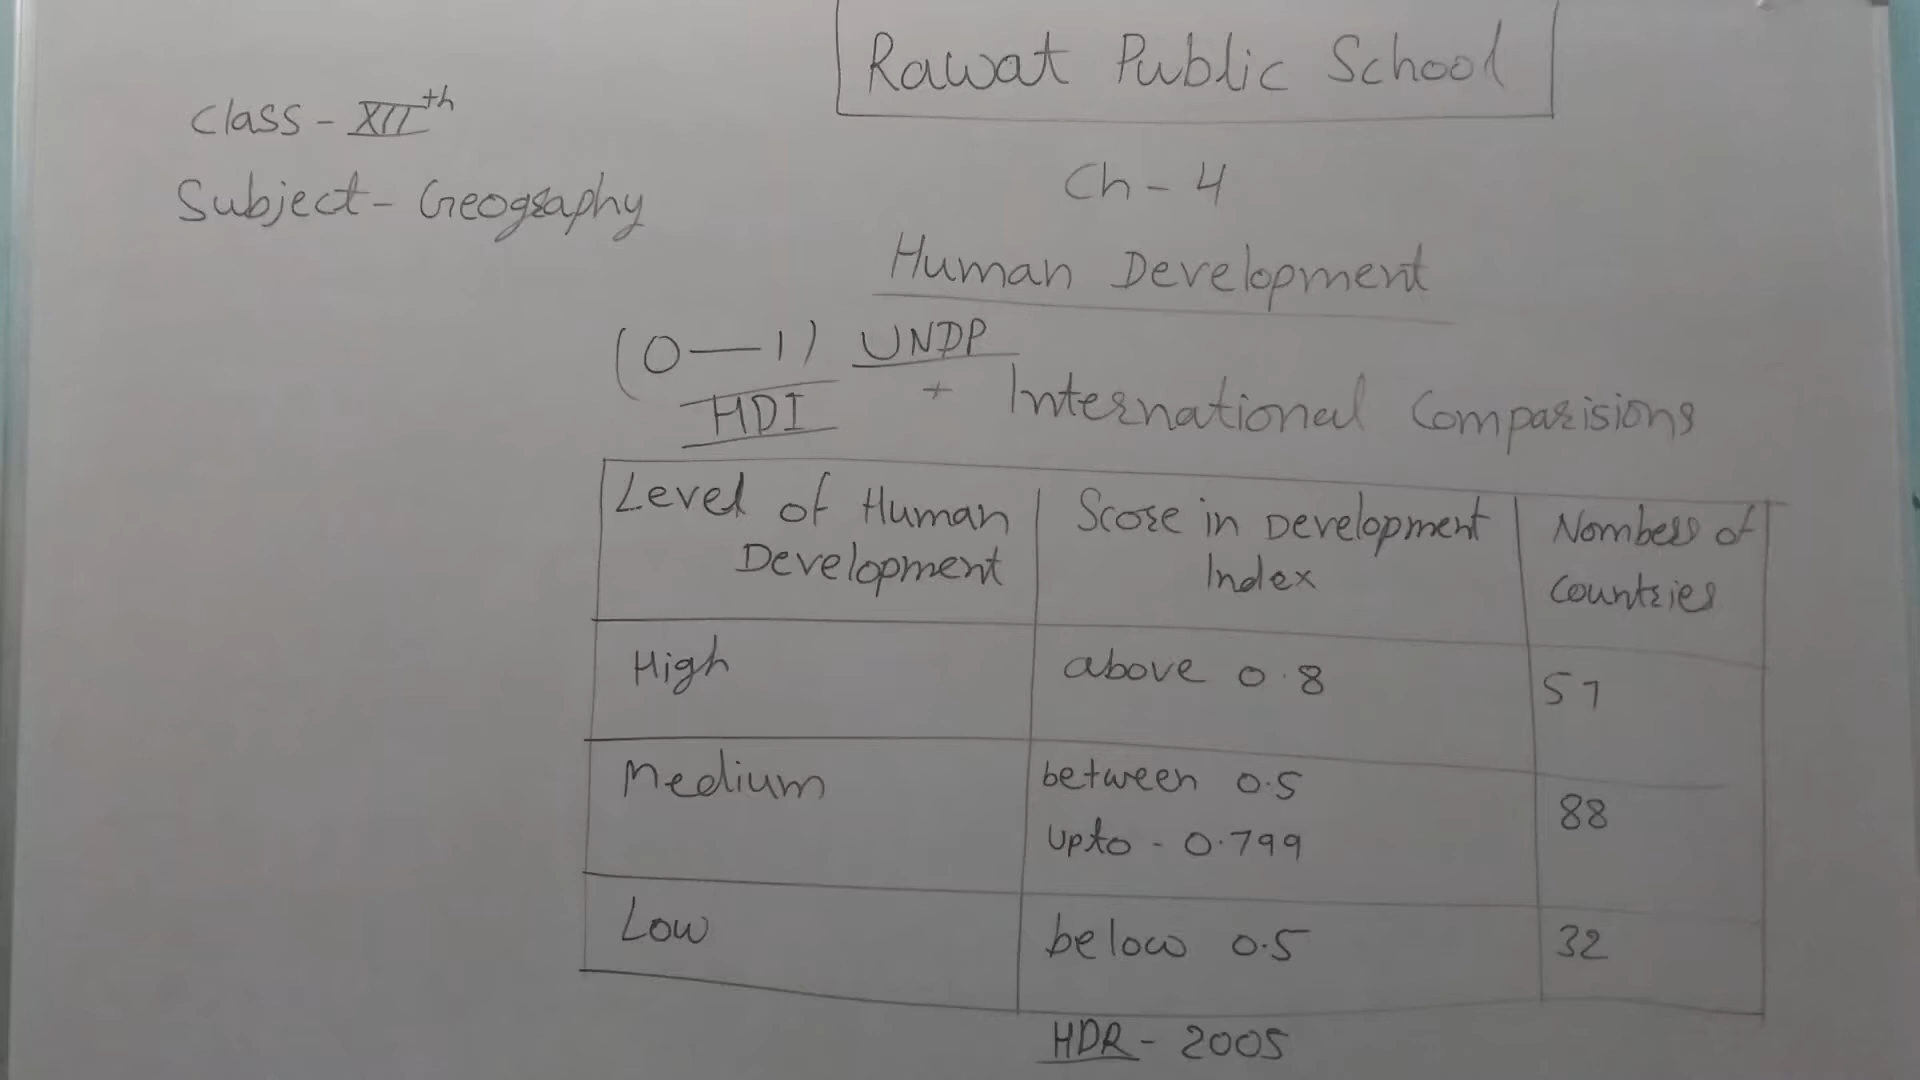 Rawat Public School
Class - XIIth
Subject - Geography
Ch - 4
Human Development
(0 — 1) UNDP
HDI + International Comparisions
Level of Human Development | Score in Development Index | Nombers of Countries
High | above 0.8 | 57
Medium | between 0.5 upto - 0.799 | 88
Low | below 0.5 | 32
HDR - 2005